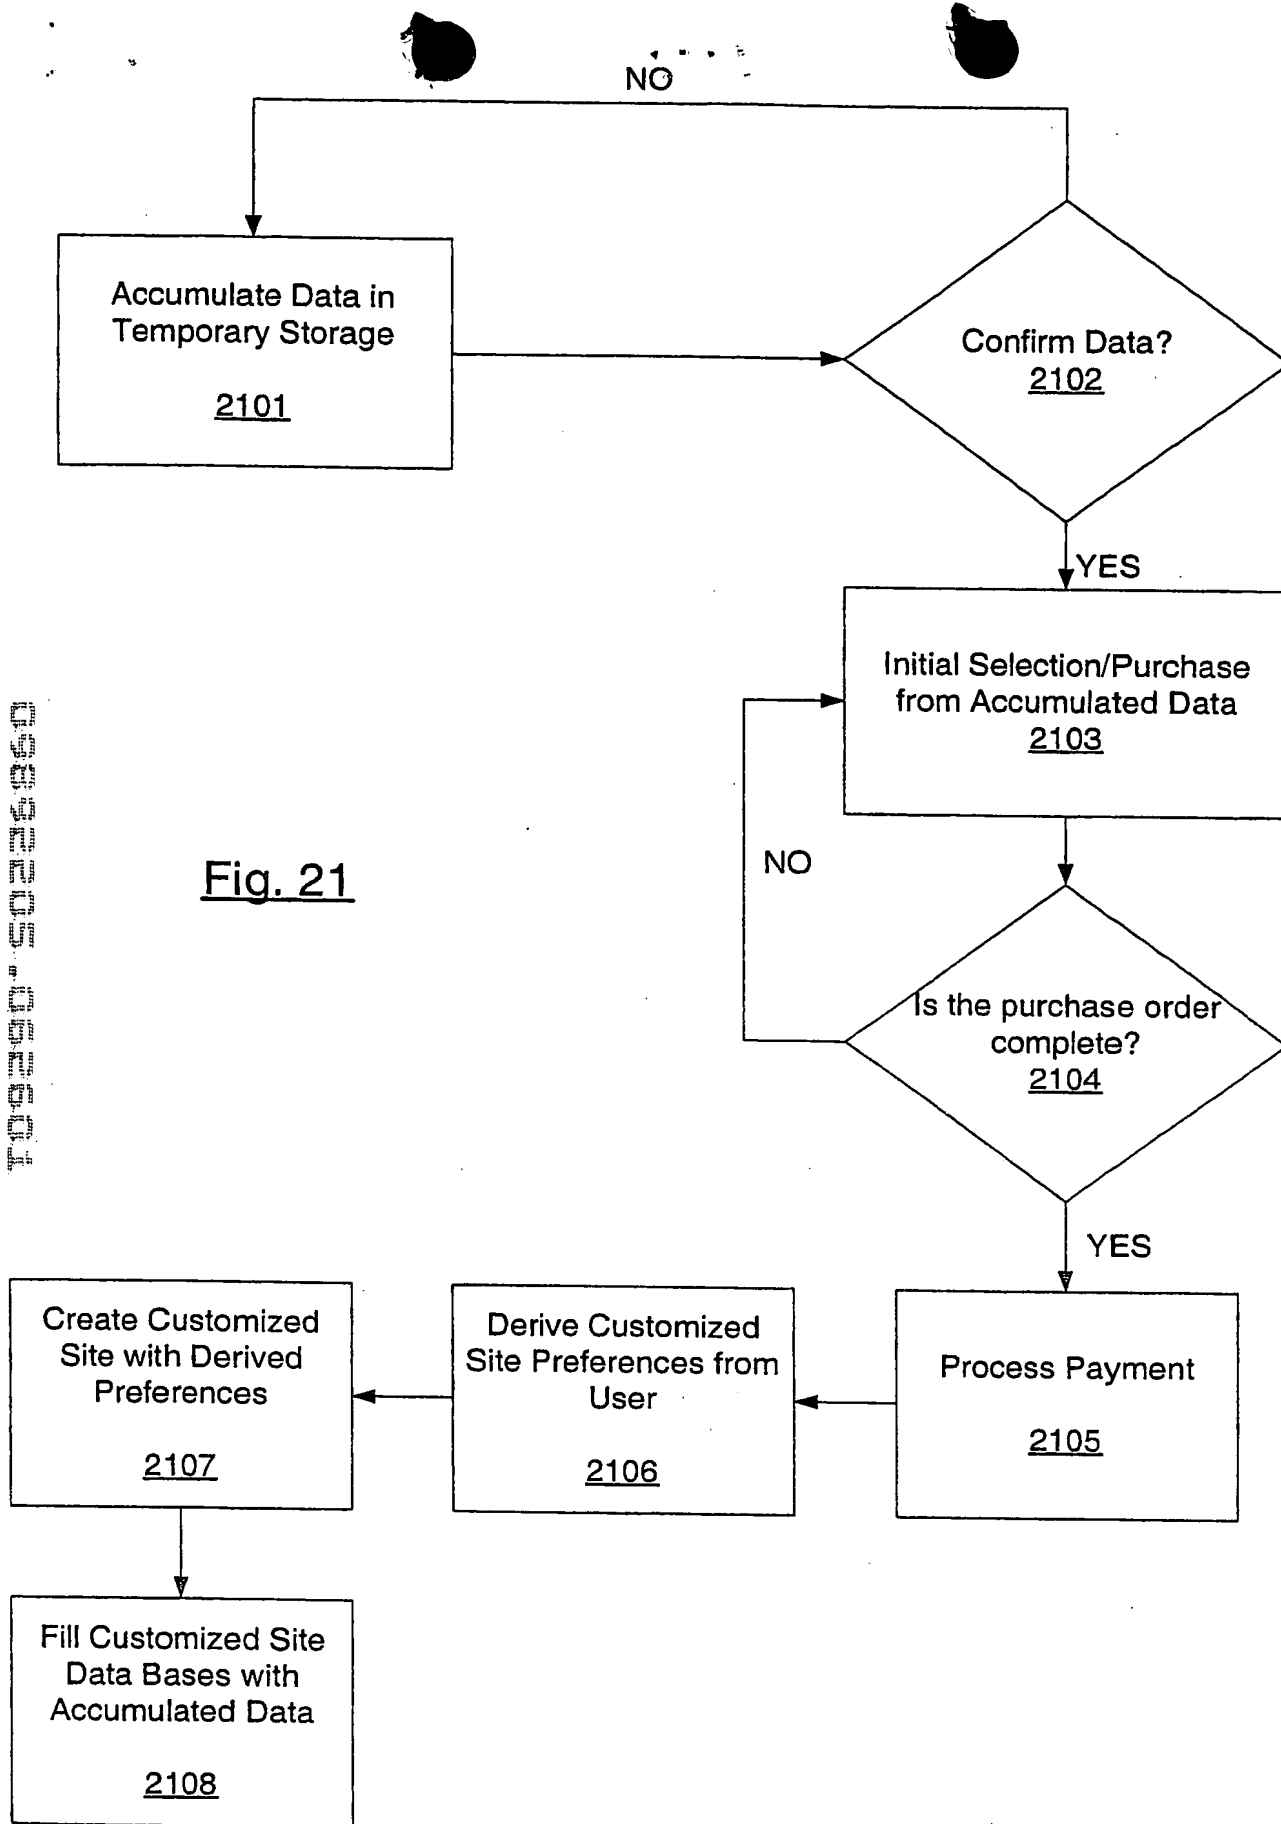 NO
Accumulate Data in
Temporary Storage
2101
Confirm Data?
2102
YES
Initial Selection/Purchase
from Accumulated Data
2103
NO
Fig. 21
Is the purchase order
complete?
2104
YES
Process Payment
2105
Derive Customized
Site Preferences from
User
2106
Create Customized
Site with Derived
Preferences
2107
Fill Customized Site
Data Bases with
Accumulated Data
2108
09892205.062601